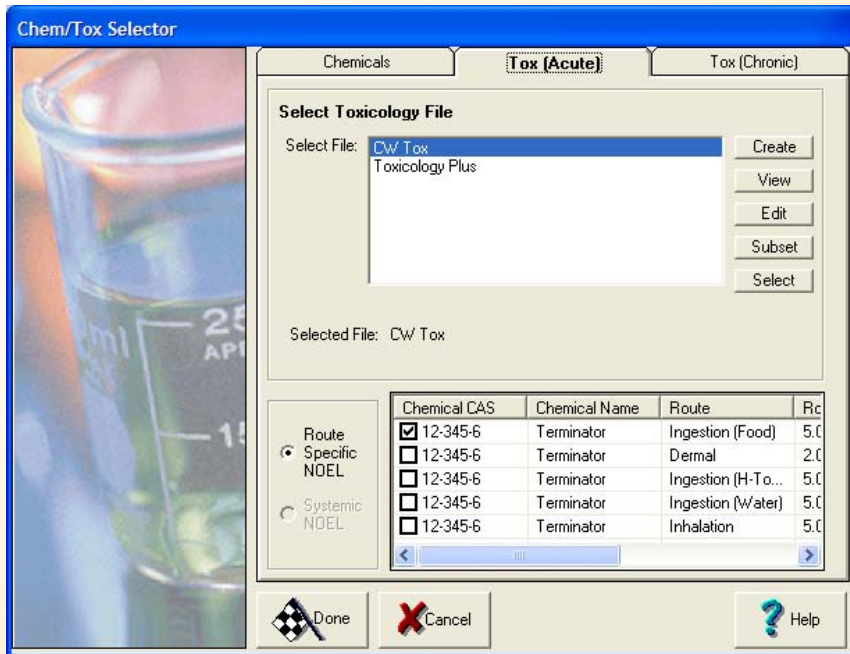 Chem/Tox Selector
Chemicals
Tox (Acute)
Tox (Chronic)
Select Toxicology File
Select File:
CW Tox
Toxicology Plus
Create
View
Edit
Subset
Select
Selected File: CW Tox
Route Specific NOEL
Systemic NOEL
Chemical CAS Chemical Name Route
12-345-6 Terminator Ingestion (Food)
12-345-6 Terminator Dermal
12-345-6 Terminator Ingestion (H-To...
12-345-6 Terminator Ingestion (Water)
12-345-6 Terminator Inhalation
Done
Cancel
Help